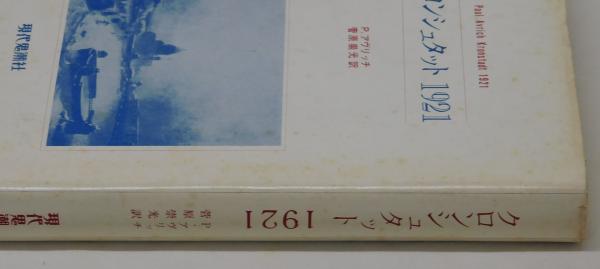 Paul Avrich Kronstadt 1921
ロンシュタット 1921
P.アヴリッチ
菅原崇光訳
現代思潮社
クロンシュタット 1921
P・アヴリッチ
菅原崇光訳
現代思潮